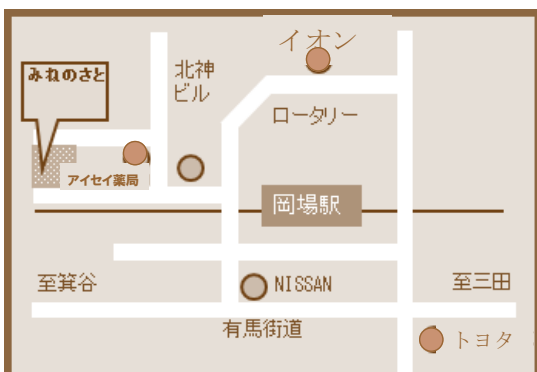 イオン
みねのさと
北神
ビル
ロータリー
アイセイ薬局
岡場駅
至箕谷
NISSAN
至三田
有馬街道
トヨタ